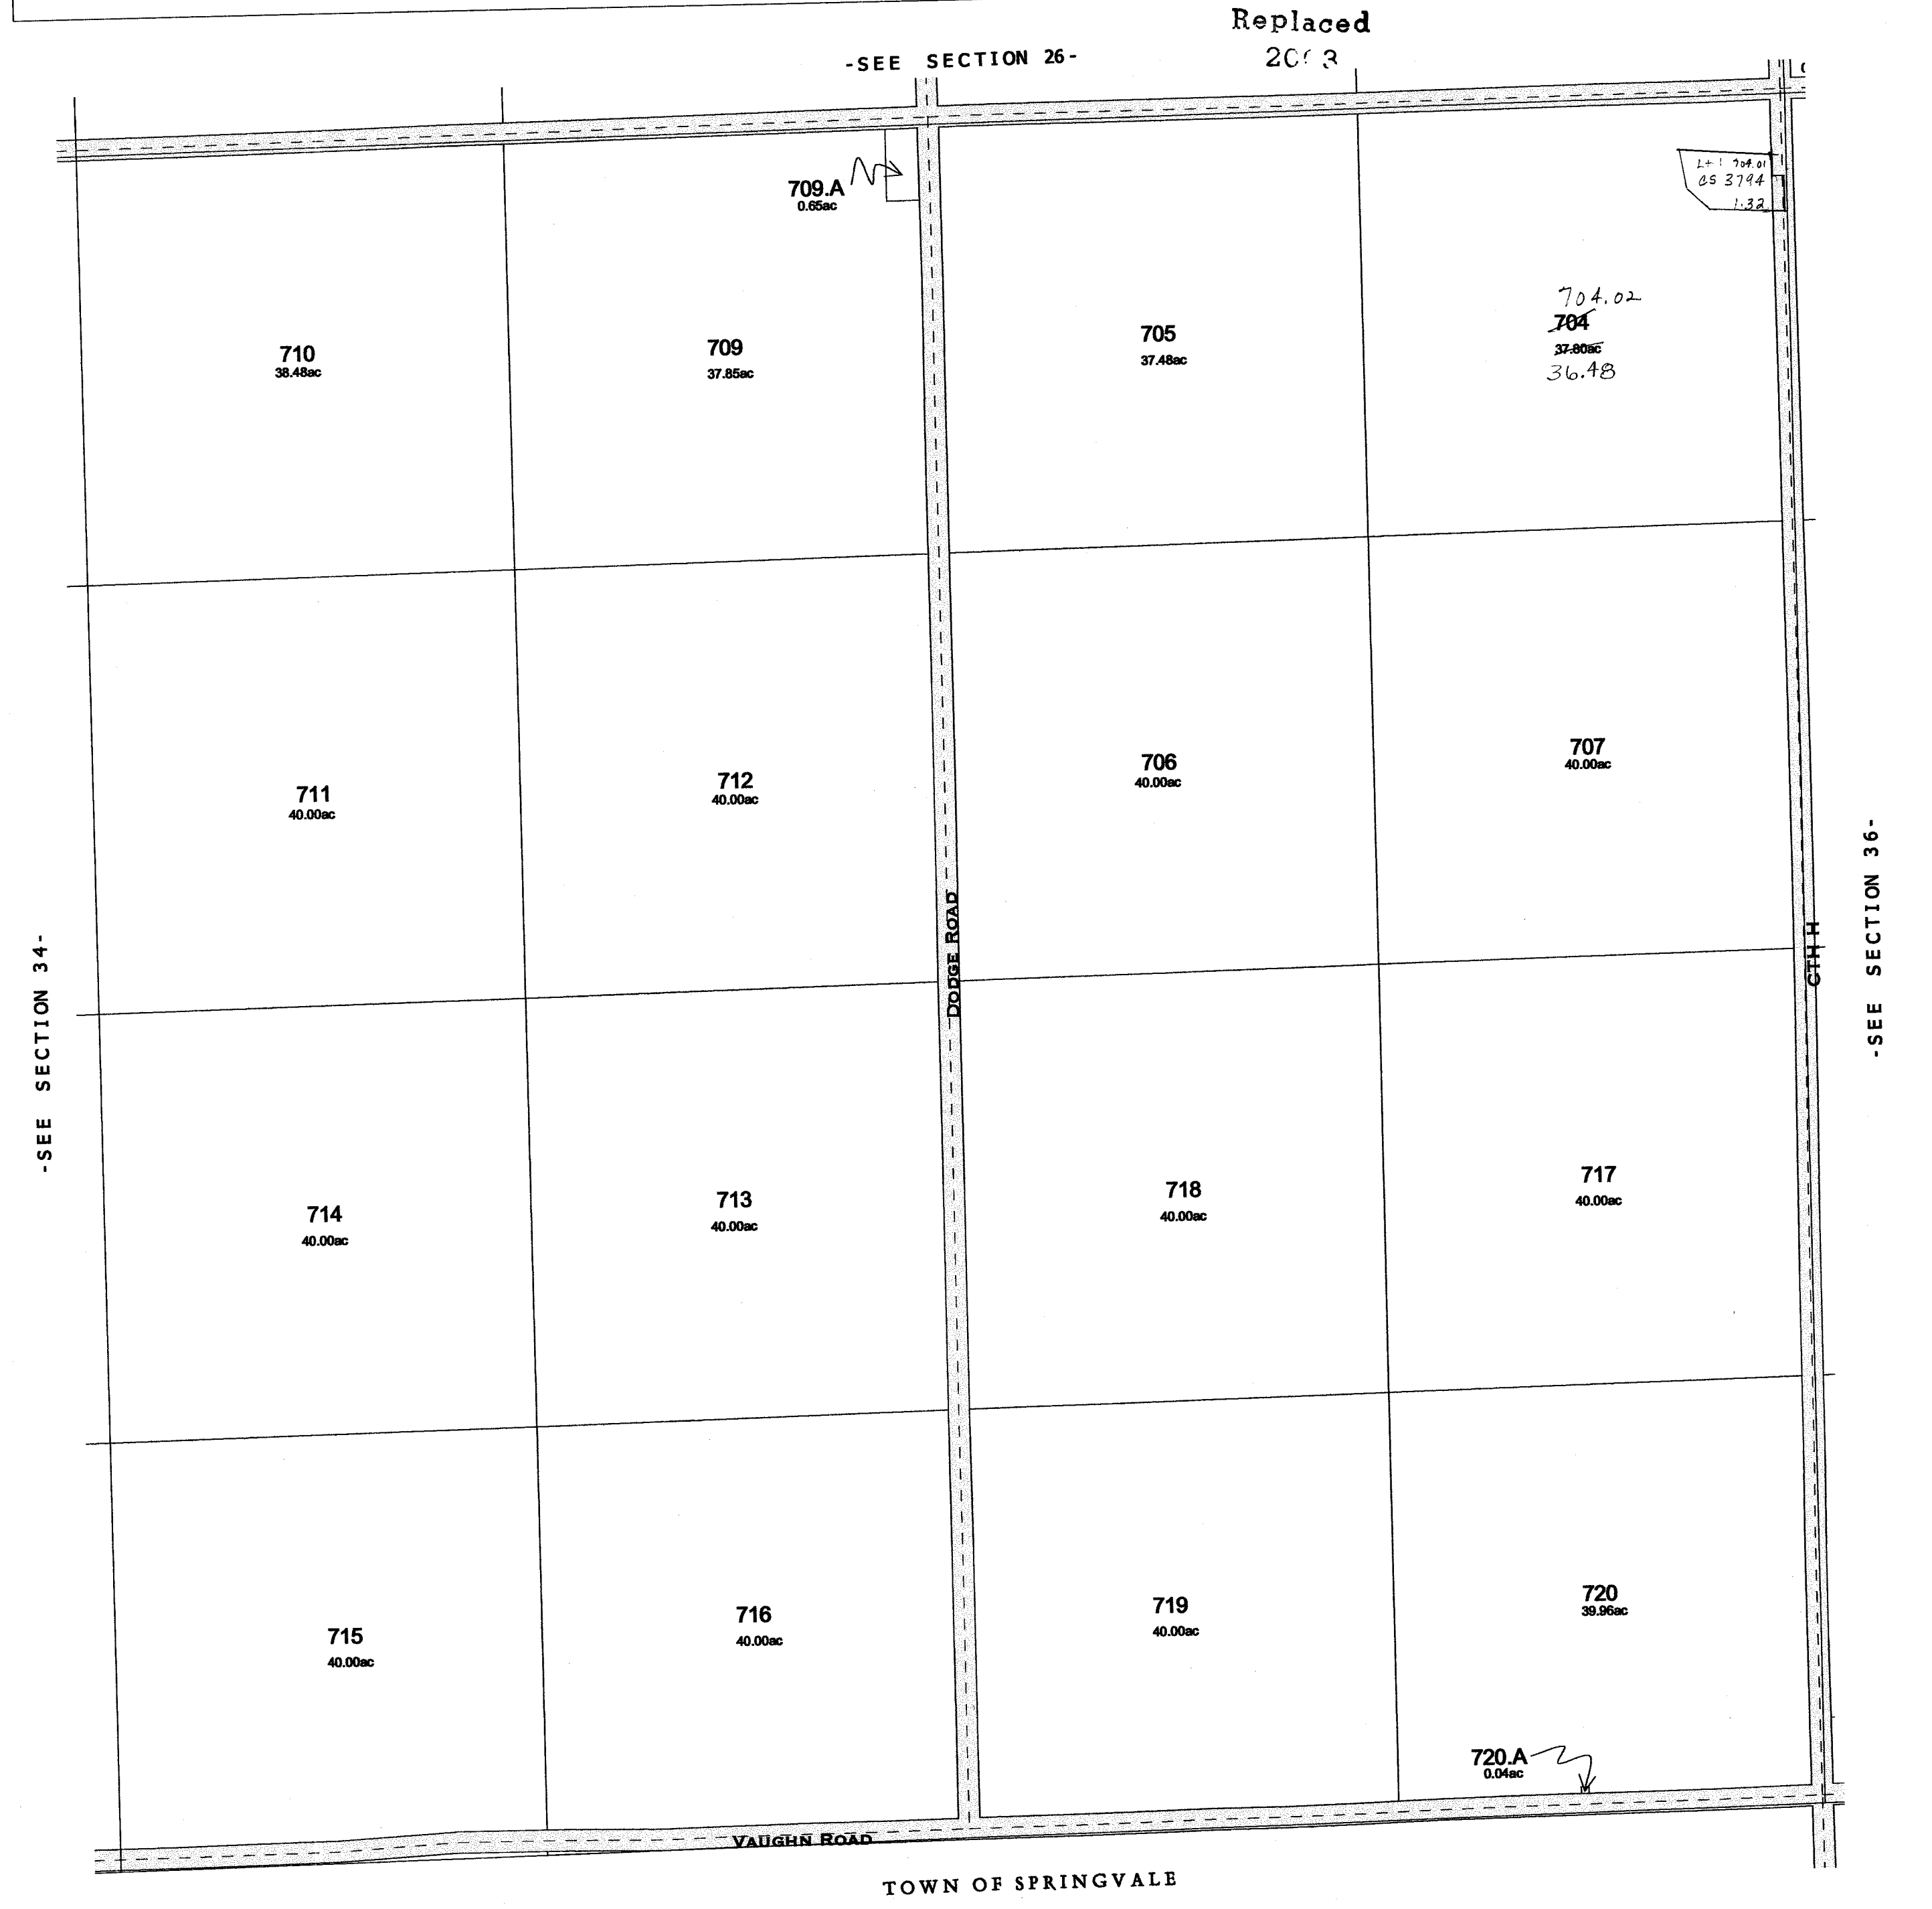 Replaced
-SEE SECTION 26-
709.A
0.65ac
Lt 1 704.01
CS 3794
1.32
710
38.48ac
709
37.85ac
705
37.48ac
704.02
704
37.80ac
36.48
711
40.00ac
712
40.00ac
706
40.00ac
707
40.00ac
-SEE SECTION 34-
DODGE ROAD
CTH H
-SEE SECTION 36-
714
40.00ac
713
40.00ac
718
40.00ac
717
40.00ac
715
40.00ac
716
40.00ac
719
40.00ac
720
39.96ac
720.A
0.04ac
VAUGHN ROAD
TOWN OF SPRINGVALE